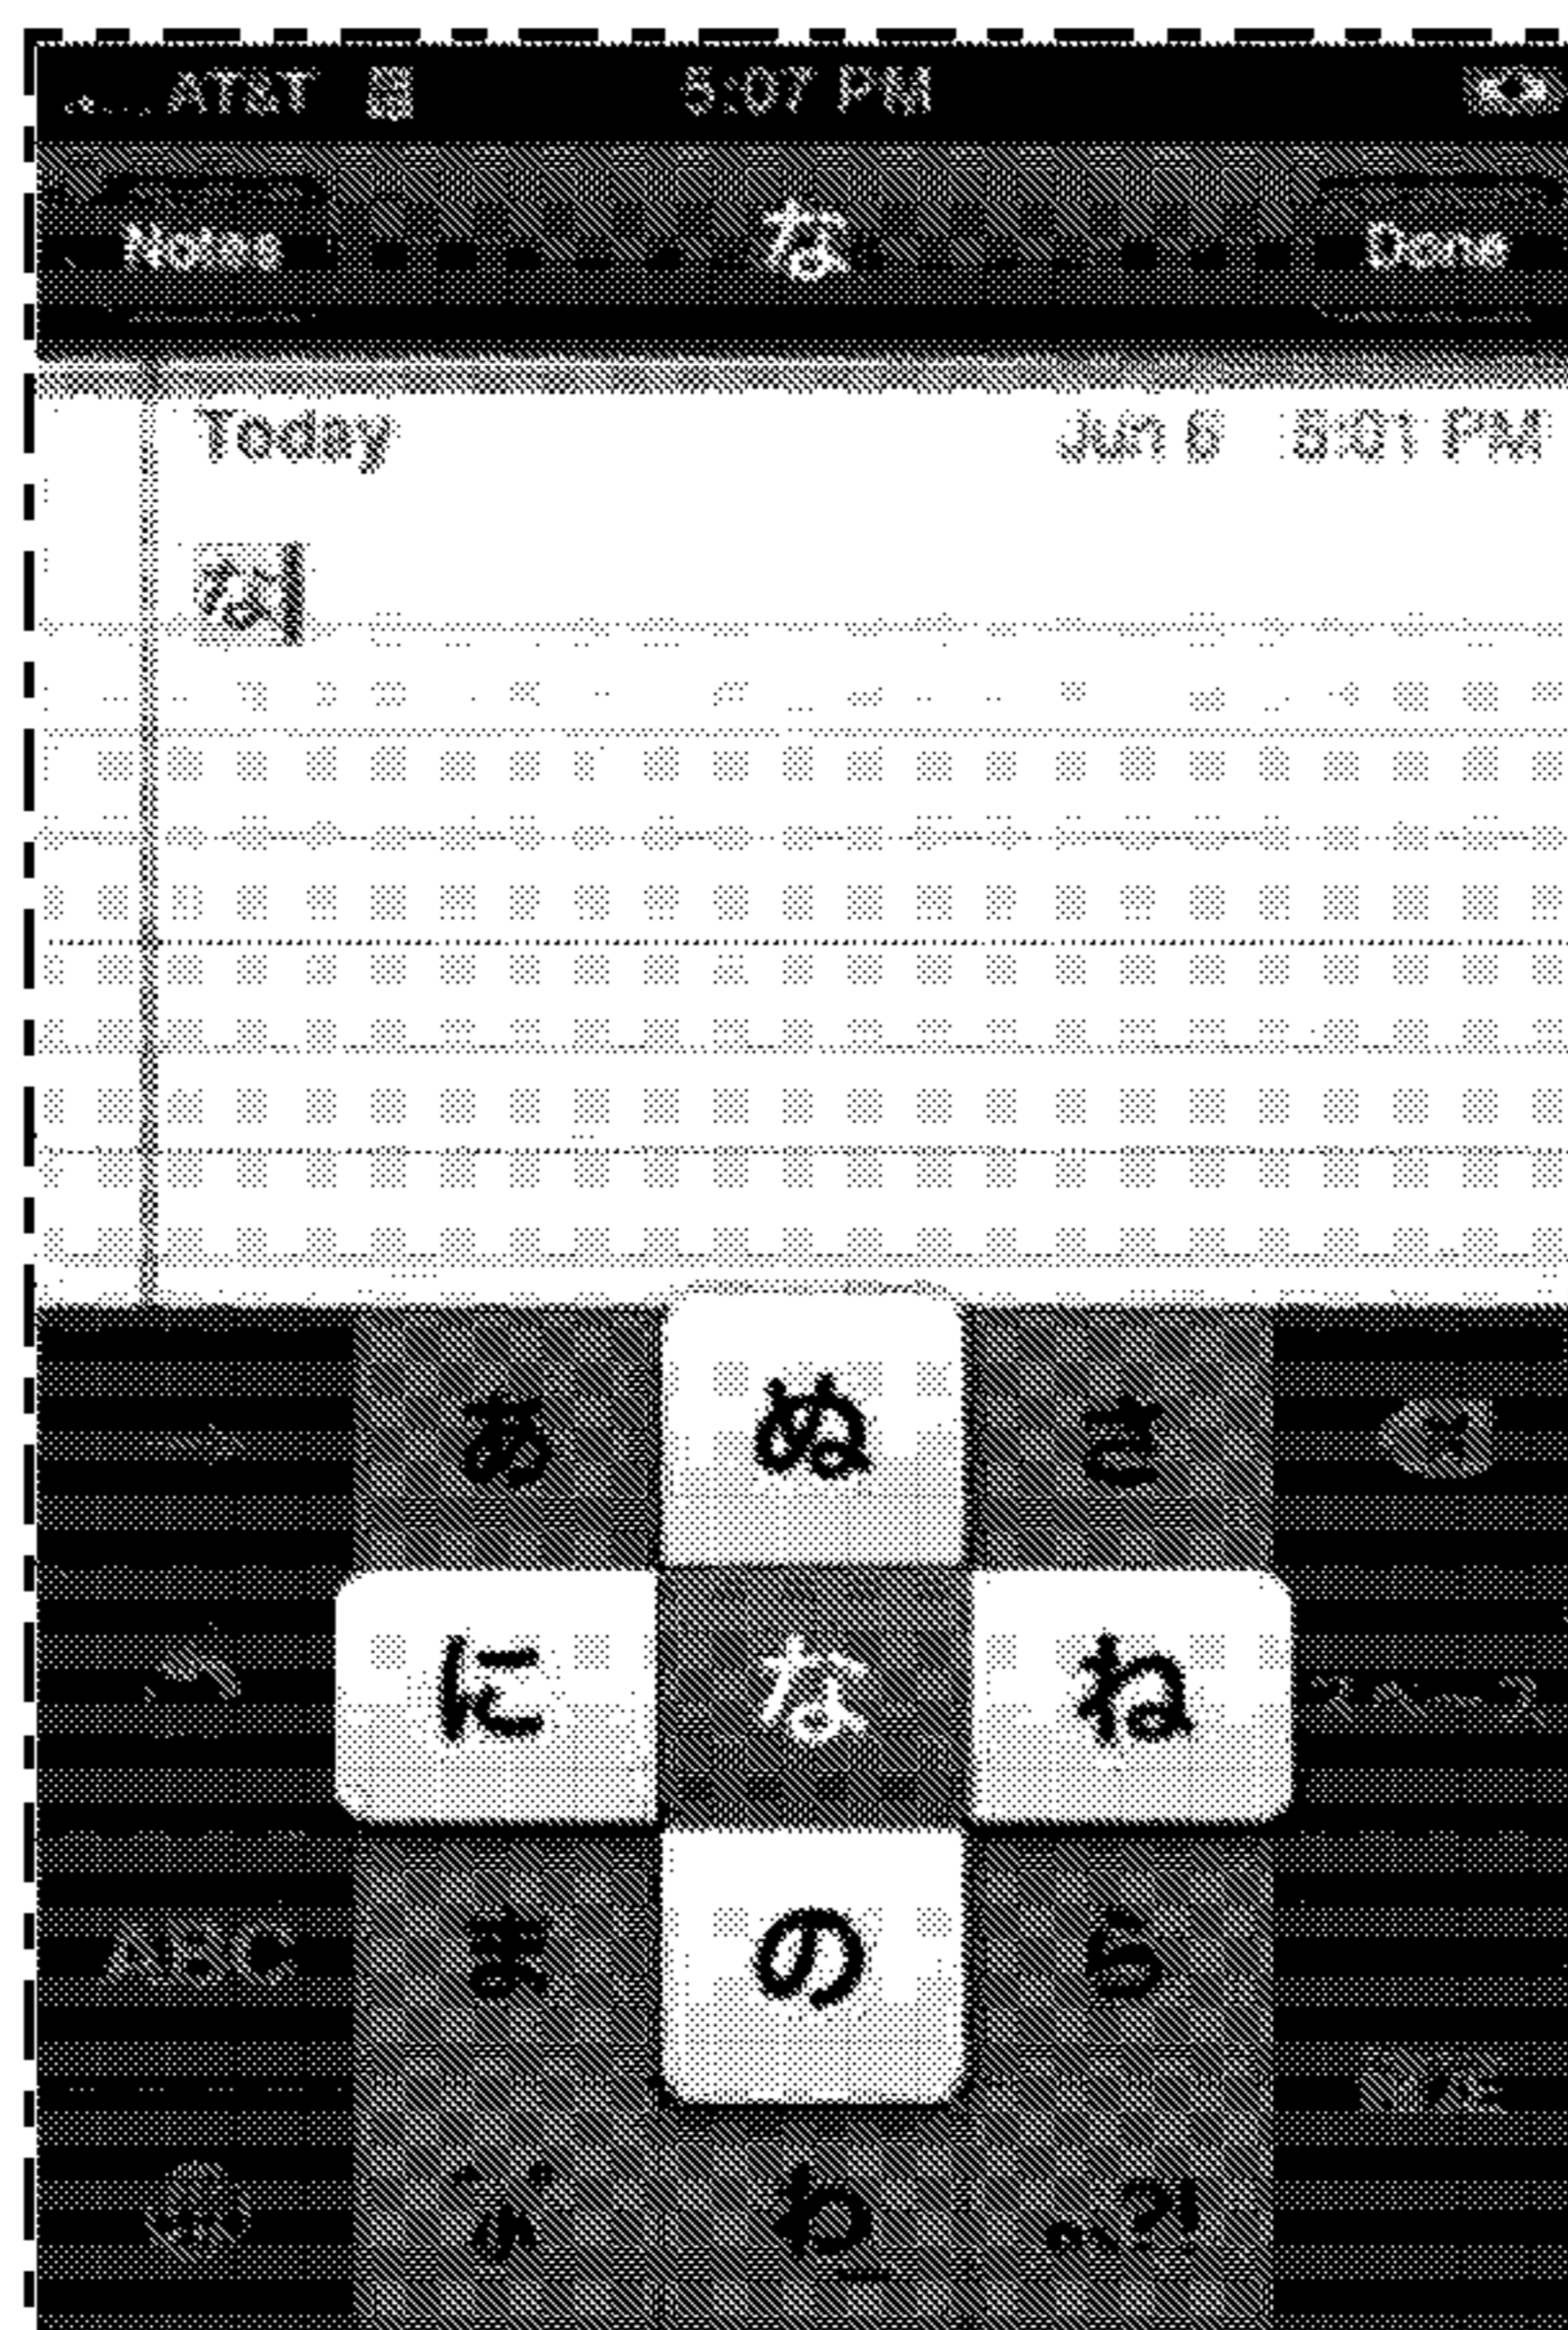 AT&T 5:07 PM
Notes な Done
Today Jun 6 5:01 PM
な
あ ぬ さ
に な ね
ABC ま の ら
わ